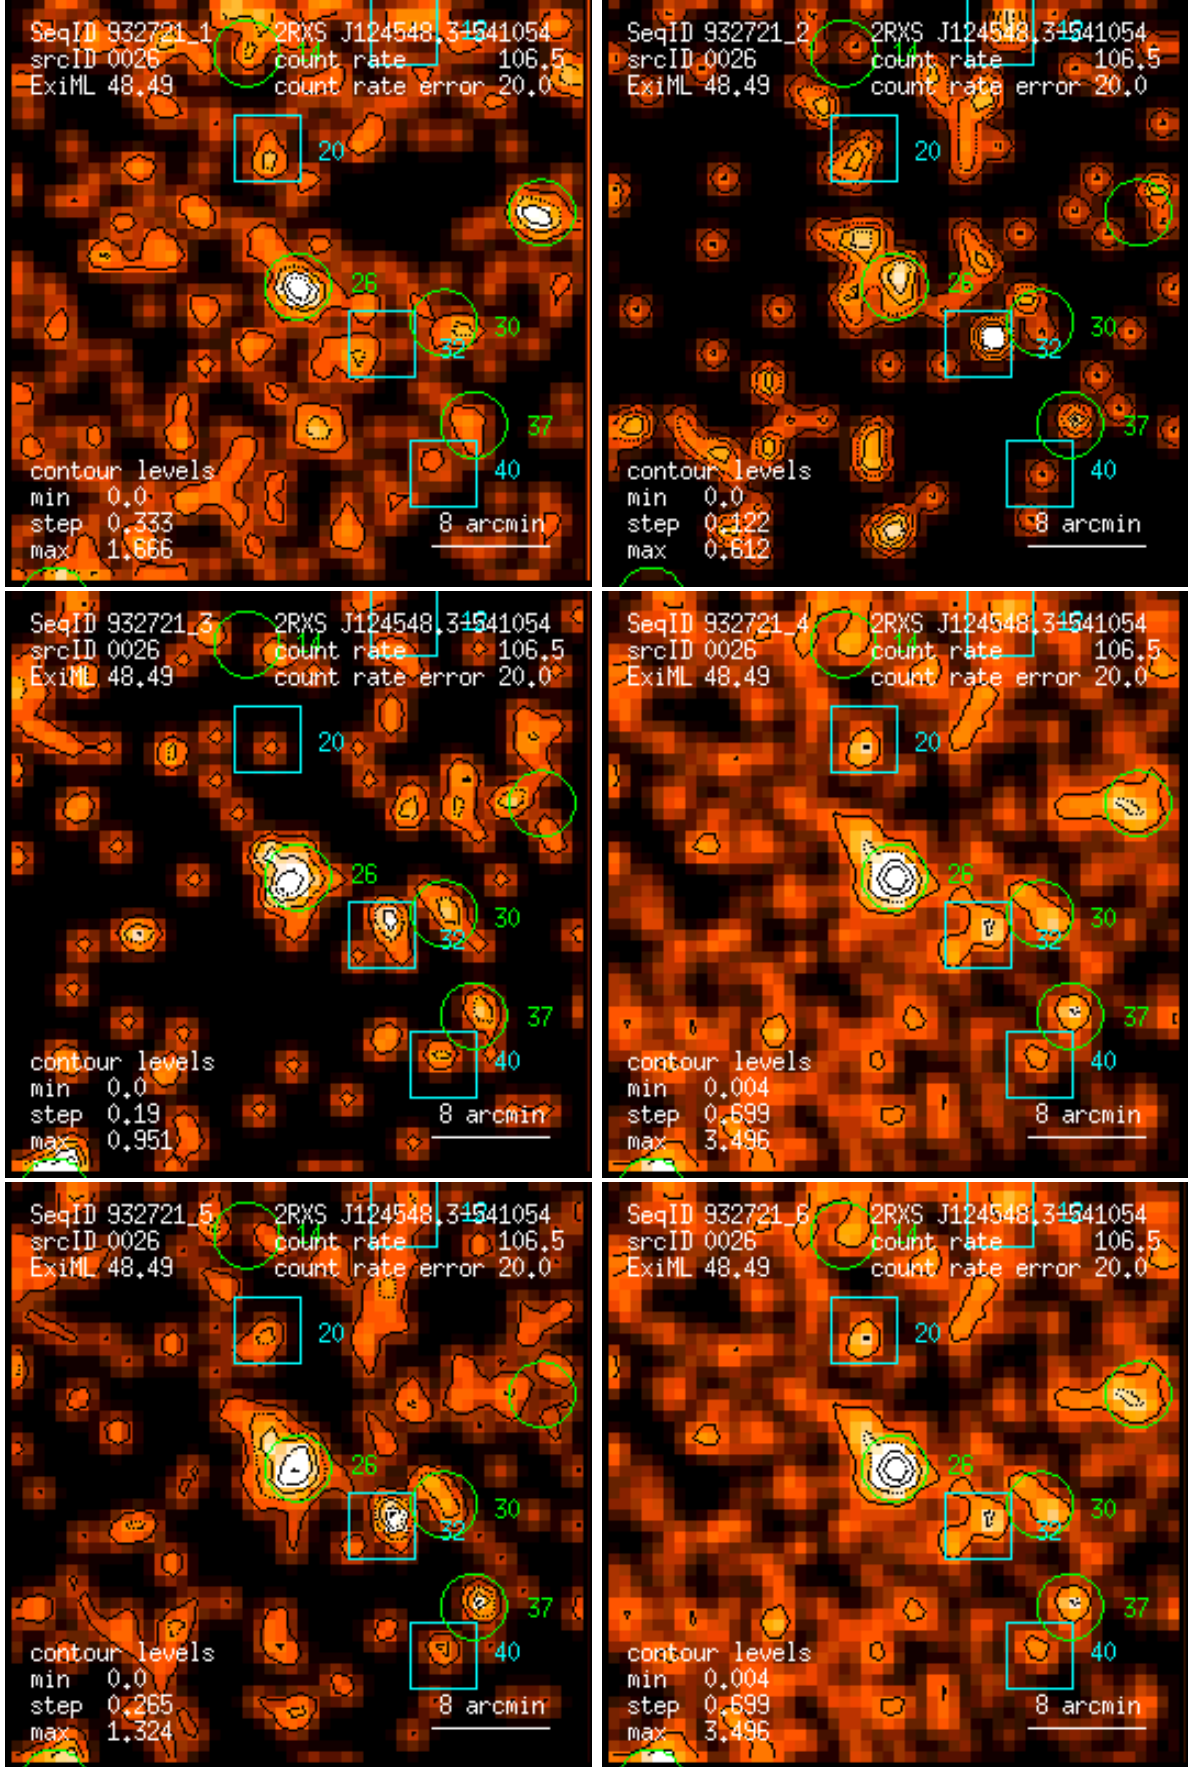 SeqID 932721_1 2RXS J124548.3-541054
srcID 0026 14 count rate 106.5
ExiML 48.49 count rate error 20.0
20
26
30
32
37
contour levels 40
min 0.0
step 0.333 8 arcmin
max 1.666
SeqID 932721_2 2RXS J124548.3-541054
srcID 0026 14 count rate 106.5
ExiML 48.49 count rate error 20.0
20
26
30
32
37
contour levels 40
min 0.0
step 0.122 8 arcmin
max 0.612
SeqID 932721_3 2RXS J124548.3-541054
srcID 0026 14 count rate 106.5
ExiML 48.49 count rate error 20.0
20
26
30
32
37
contour levels 40
min 0.0
step 0.19 8 arcmin
max 0.951
SeqID 932721_4 2RXS J124548.3-541054
srcID 0026 14 count rate 106.5
ExiML 48.49 count rate error 20.0
20
26
30
32
37
contour levels 40
min 0.004
step 0.699 8 arcmin
max 3.496
SeqID 932721_5 2RXS J124548.3-541054
srcID 0026 14 count rate 106.5
ExiML 48.49 count rate error 20.0
20
26
30
32
37
contour levels 40
min 0.0
step 0.265 8 arcmin
max 1.324
SeqID 932721_6 2RXS J124548.3-541054
srcID 0026 14 count rate 106.5
ExiML 48.49 count rate error 20.0
20
26
30
32
37
contour levels 40
min 0.004
step 0.699 8 arcmin
max 3.496